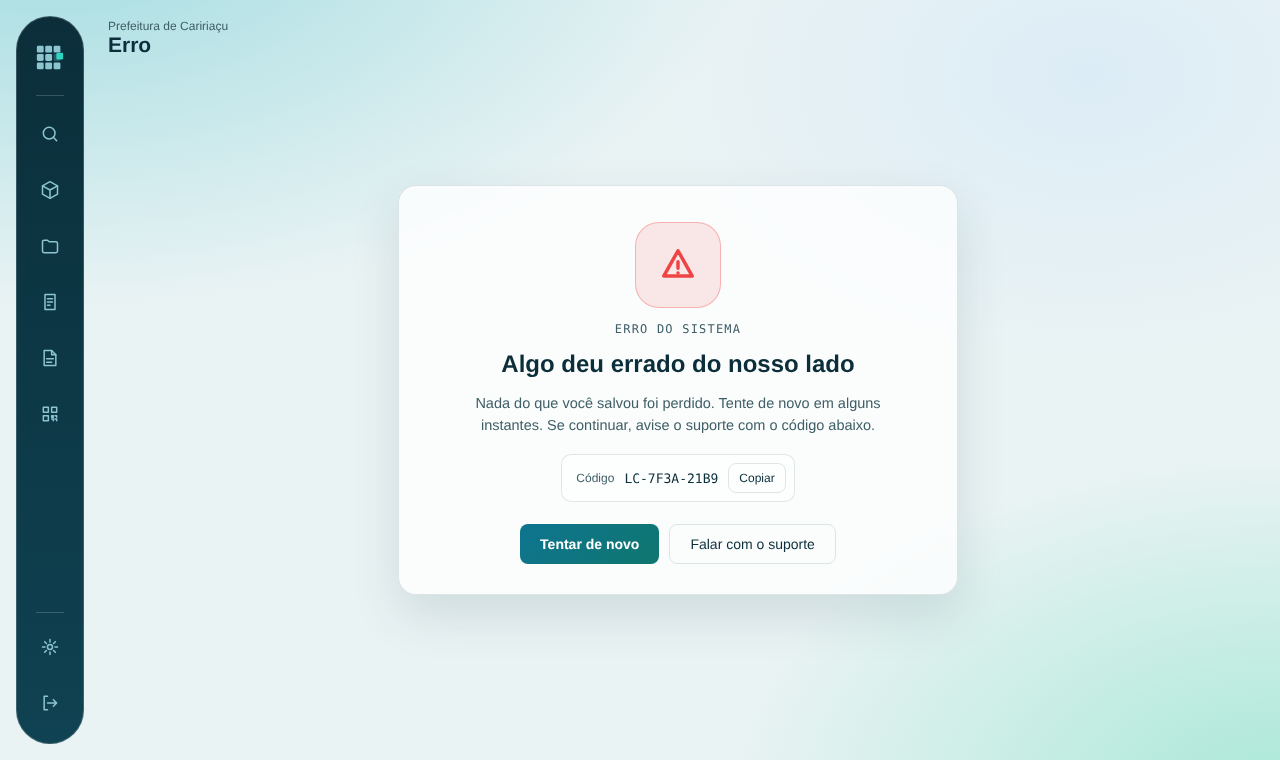 Prefeitura de Caririaçu
Erro
ERRO DO SISTEMA
Algo deu errado do nosso lado
Nada do que você salvou foi perdido. Tente de novo em alguns
instantes. Se continuar, avise o suporte com o código abaixo.
Código LC-7F3A-21B9 Copiar
Tentar de novo Falar com o suporte